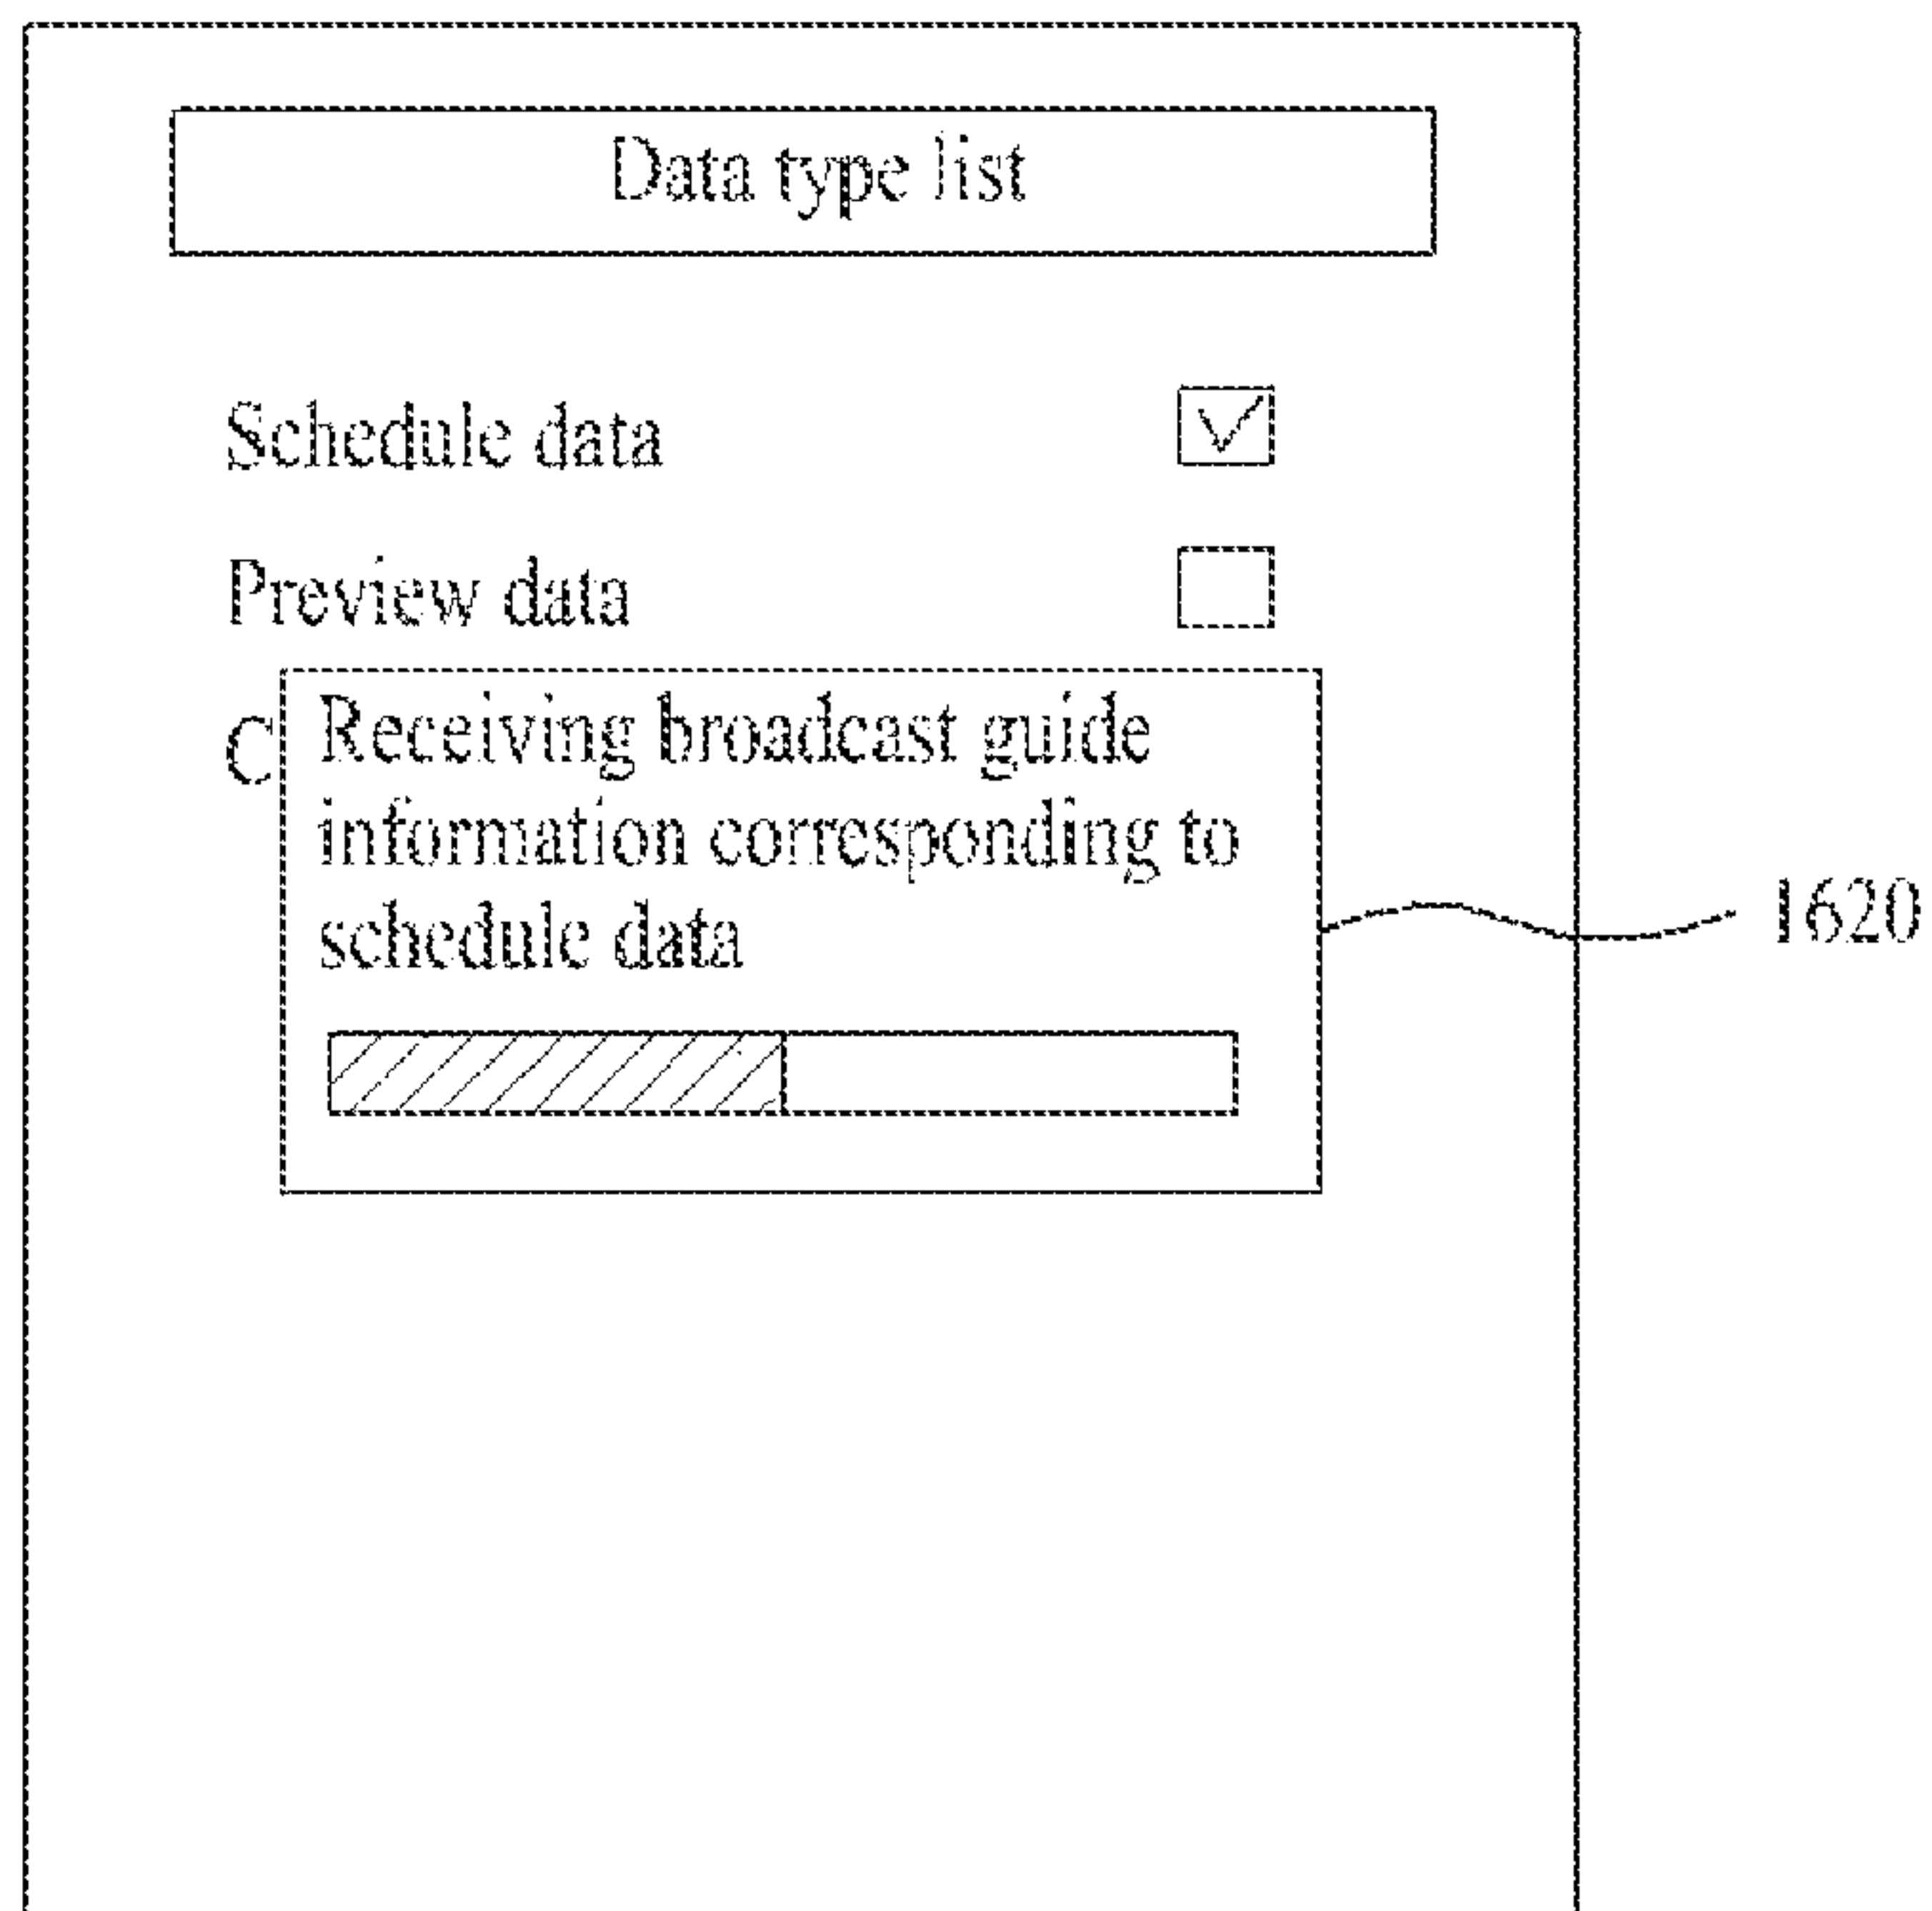 Data type list
Schedule data
Preview data
C
Receiving broadcast guide
information corresponding to
schedule data
1620